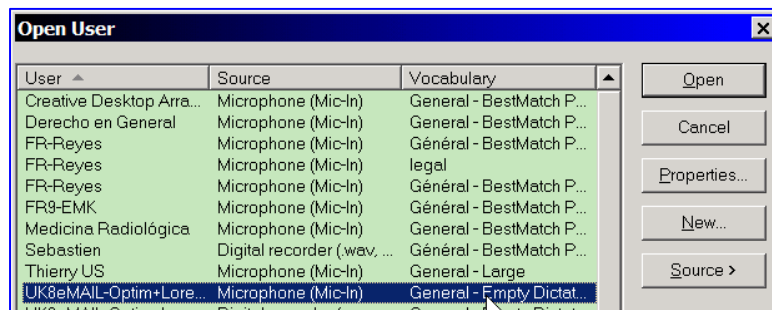 Open User
User Source Vocabulary
Creative Desktop Arra... Microphone (Mic-In) General - BestMatch P...
Derecho en General Microphone (Mic-In) General - BestMatch P...
FR-Reyes Microphone (Mic-In) Général - BestMatch P...
FR-Reyes Microphone (Mic-In) legal
FR-Reyes Microphone (Mic-In) Général - BestMatch P...
FR9-EMK Microphone (Mic-In) Général - BestMatch P...
Medicina Radiológica Microphone (Mic-In) General - BestMatch P...
Sebastien Digital recorder (.wav, ... Général - BestMatch P...
Thierry US Microphone (Mic-In) General - Large
UK8eMAIL-Optim+Lore... Microphone (Mic-In) General - Empty Dictat...
Open
Cancel
Properties...
New...
Source >